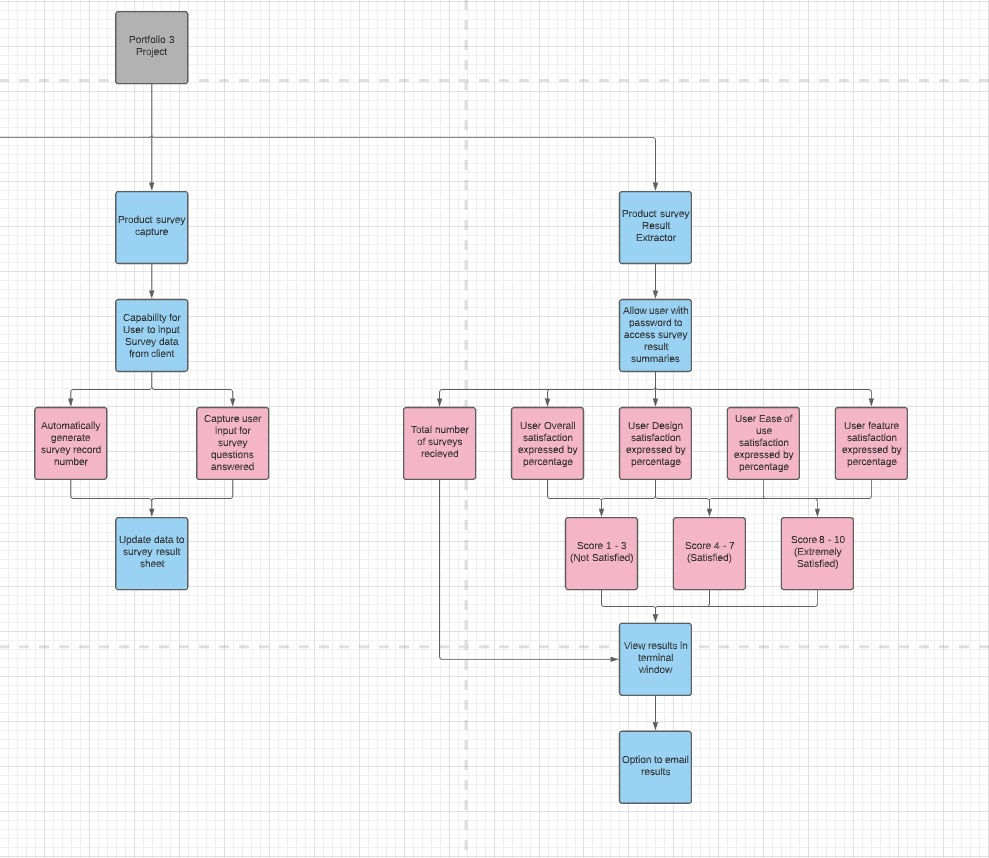 Portfolio 3
Project
Product survey
capture
Product survey
Result
Extractor
Capability for
User to input
Survey data
from client
Allow user with
password to
access survey
result
summaries
Automatically
generate
survey record
number
Capture user
input for
survey
questions
answered
Total number
of surveys
recieved
User Overall
satisfaction
expressed by
percentage
User Design
satisfaction
expressed by
percentage
User Ease of
use
satisfaction
expressed by
percentage
User feature
satisfaction
expressed by
percentage
Update data to
survey result
sheet
Score 1 - 3
(Not Satisfied)
Score 4 - 7
(Satisfied)
Score 8 - 10
(Extremely
Satisfied)
View results in
terminal
window
Option to email
results